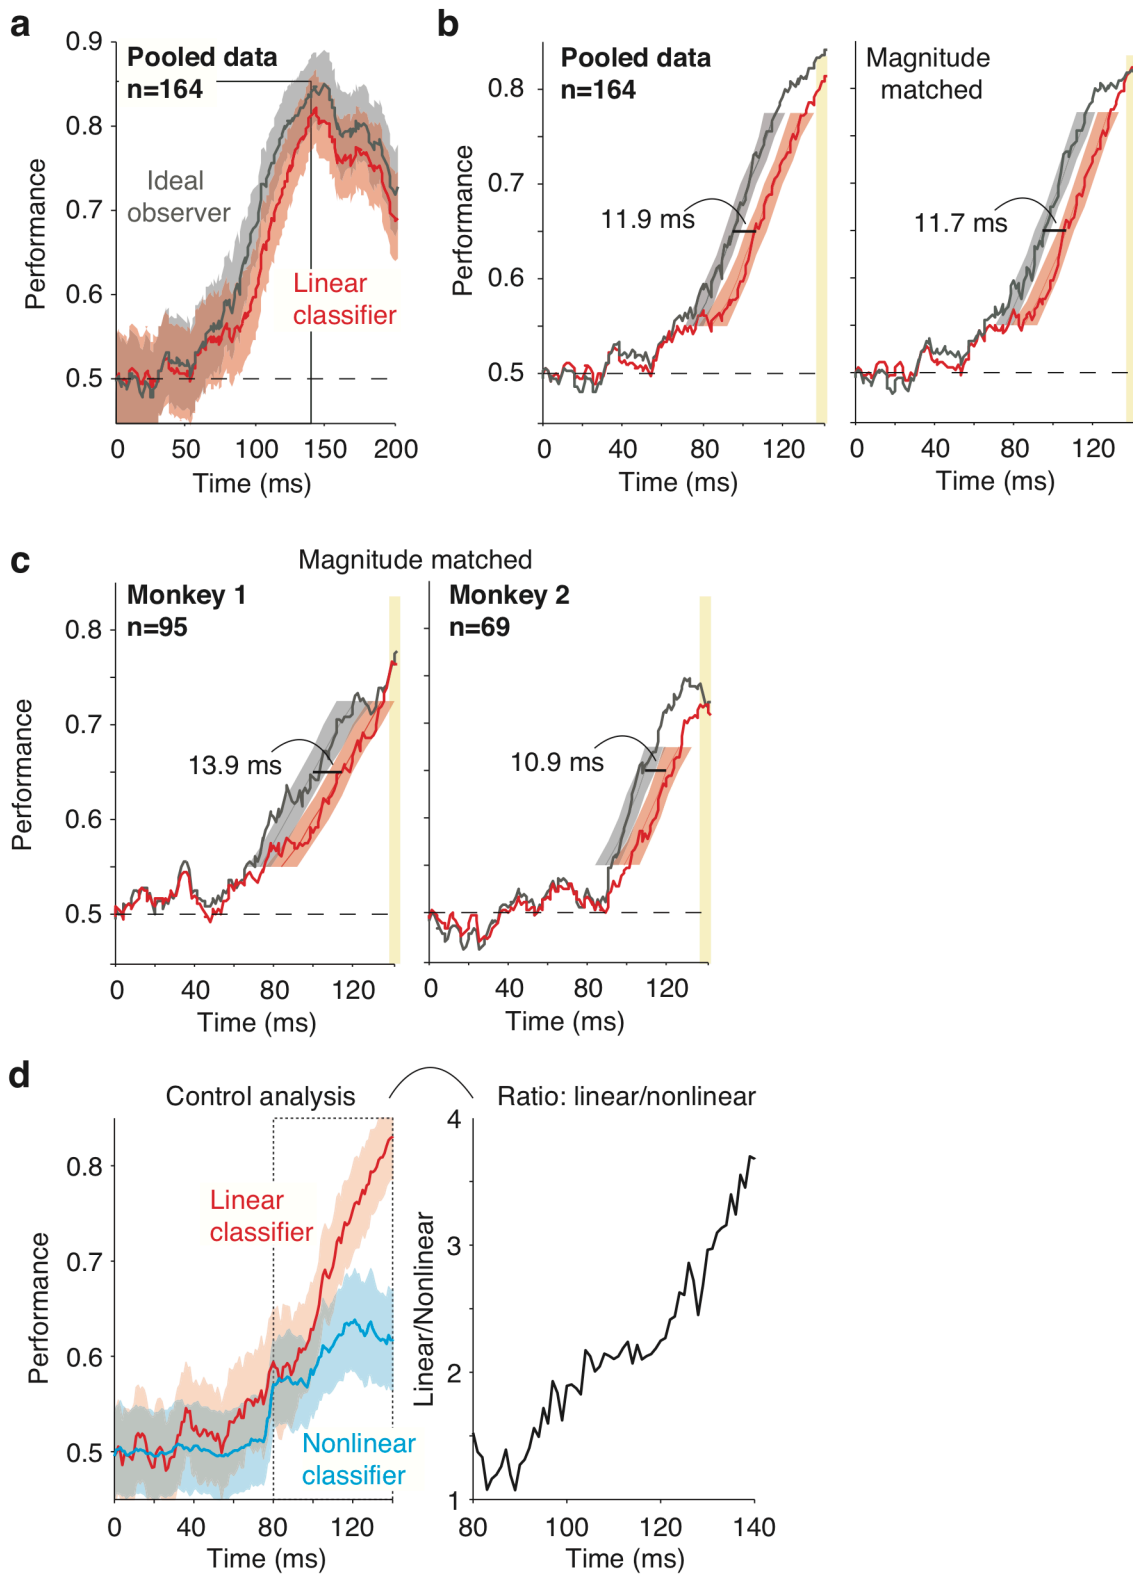 a
0.9
0.8
0.7
0.6
0.5
Performance
Pooled data
n=164
Ideal
observer
Linear
classifier
0 50 100 150 200
Time (ms)
b
0.8
0.7
0.6
0.5
Performance
Pooled data
n=164
11.9 ms
0 40 80 120
Time (ms)
Magnitude
matched
11.7 ms
0 40 80 120
Time (ms)
c
Magnitude matched
0.8
0.7
0.6
0.5
Performance
Monkey 1
n=95
13.9 ms
0 40 80 120
Time (ms)
Monkey 2
n=69
10.9 ms
0 40 80 120
Time (ms)
d
Control analysis
0.8
0.7
0.6
0.5
Performance
Linear
classifier
Nonlinear
classifier
0 40 80 120
Time (ms)
Ratio: linear/nonlinear
4
3
2
1
Linear/Nonlinear
80 100 120 140
Time (ms)